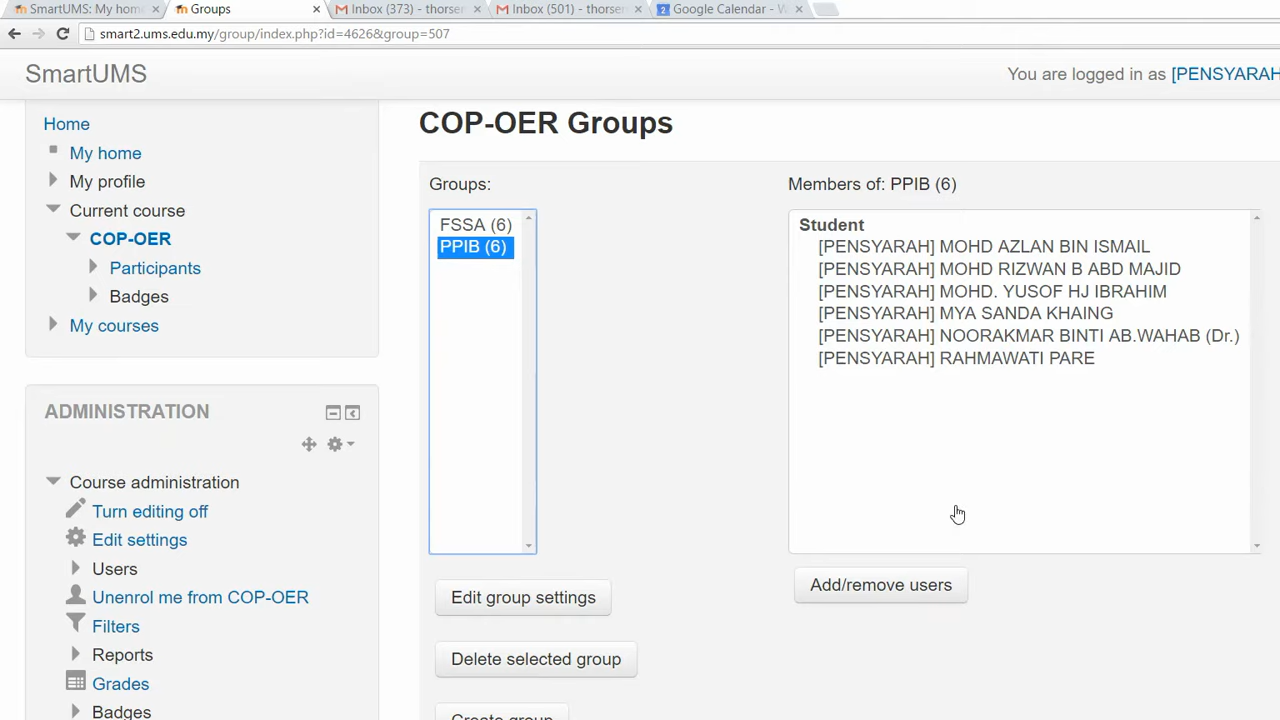 SmartUMS: My hom
Groups
Inbox (373) - thorser
Inbox (501) - thorser
Google Calendar - W
smart2.ums.edu.my/group/index.php?id=4626&group=507
SmartUMS
You are logged in as [PENSYARAH
Home
My home
My profile
Current course
COP-OER
Participants
Badges
My courses
ADMINISTRATION
Course administration
Turn editing off
Edit settings
Users
Unenrol me from COP-OER
Filters
Reports
Grades
Badges
COP-OER Groups
Groups:
FSSA (6)
PPIB (6)
Edit group settings
Delete selected group
Create group
Members of: PPIB (6)
Student
[PENSYARAH] MOHD AZLAN BIN ISMAIL
[PENSYARAH] MOHD RIZWAN B ABD MAJID
[PENSYARAH] MOHD. YUSOF HJ IBRAHIM
[PENSYARAH] MYA SANDA KHAING
[PENSYARAH] NOORAKMAR BINTI AB.WAHAB (Dr.)
[PENSYARAH] RAHMAWATI PARE
Add/remove users